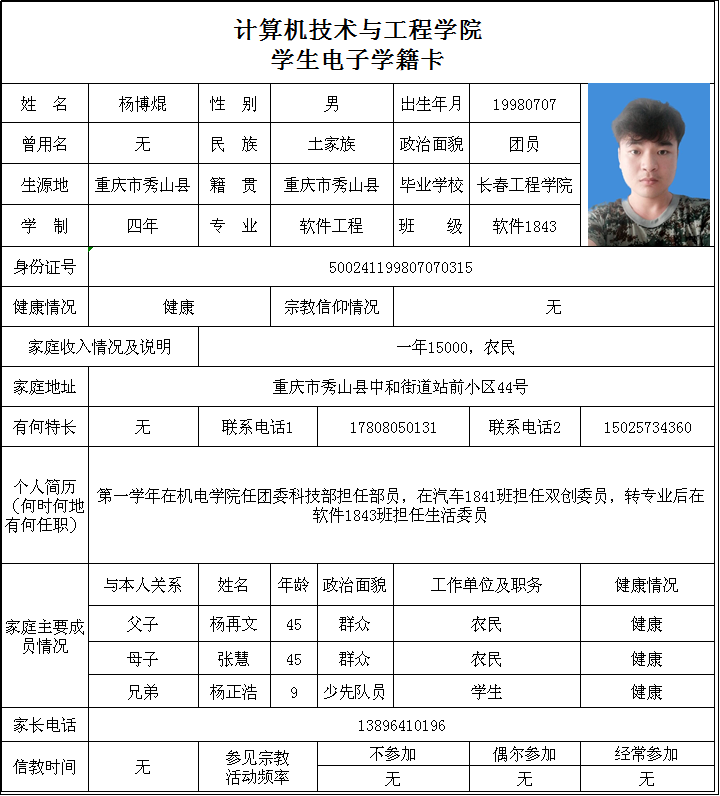 计算机技术与工程学院
学生电子学籍卡
姓 名 杨博焜 性 别 男 出生年月 19980707
曾用名 无 民 族 土家族 政治面貌 团员
生源地 重庆市秀山县 籍 贯 重庆市秀山县 毕业学校 长春工程学院
学 制 四年 专 业 软件工程 班 级 软件1843
身份证号 500241199807070315
健康情况 健康 宗教信仰情况 无
家庭收入情况及说明 一年15000，农民
家庭地址 重庆市秀山县中和街道站前小区44号
有何特长 无 联系电话1 17808050131 联系电话2 15025734360
个人简历
（何时何地
有何任职）
第一学年在机电学院任团委科技部担任部员，在汽车1841班担任双创委员，转专业后在
软件1843班担任生活委员
家庭主要成
员情况
与本人关系 姓名 年龄 政治面貌 工作单位及职务 健康情况
父子 杨再文 45 群众 农民 健康
母子 张慧 45 群众 农民 健康
兄弟 杨正浩 9 少先队员 学生 健康
家长电话 13896410196
信教时间 无
参见宗教
活动频率
不参加 偶尔参加 经常参加
无 无 无